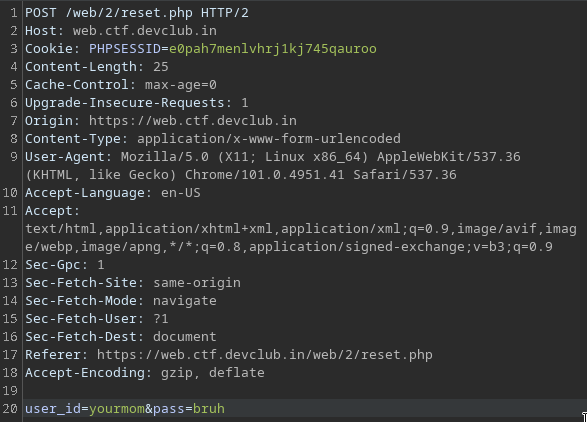 1 POST /web/2/reset.php HTTP/2
2 Host: web.ctf.devclub.in
3 Cookie: PHPSESSID=e0pah7menlvhrj1kj745qauroo
4 Content-Length: 25
5 Cache-Control: max-age=0
6 Upgrade-Insecure-Requests: 1
7 Origin: https://web.ctf.devclub.in
8 Content-Type: application/x-www-form-urlencoded
9 User-Agent: Mozilla/5.0 (X11; Linux x86_64) AppleWebKit/537.36
(KHTML, like Gecko) Chrome/101.0.4951.41 Safari/537.36
10 Accept-Language: en-US
11 Accept:
text/html,application/xhtml+xml,application/xml;q=0.9,image/avif,imag
e/webp,image/apng,*/*;q=0.8,application/signed-exchange;v=b3;q=0.9
12 Sec-Gpc: 1
13 Sec-Fetch-Site: same-origin
14 Sec-Fetch-Mode: navigate
15 Sec-Fetch-User: ?1
16 Sec-Fetch-Dest: document
17 Referer: https://web.ctf.devclub.in/web/2/reset.php
18 Accept-Encoding: gzip, deflate
19
20 user_id=yourmom&pass=bruh